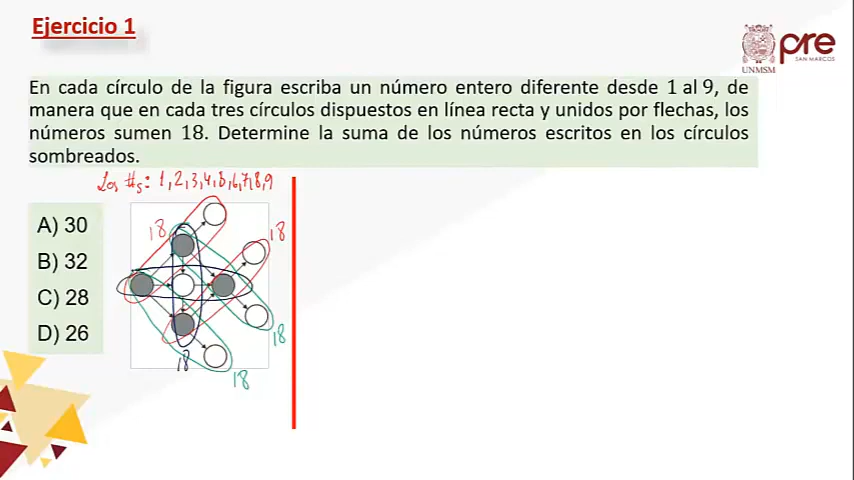 Ejercicio 1
UNMSM
pre
SAN MARCOS
En cada círculo de la figura escriba un número entero diferente desde 1 al 9, de
manera que en cada tres círculos dispuestos en línea recta y unidos por flechas, los
números sumen 18. Determine la suma de los números escritos en los círculos
sombreados.
Los #s: 1,2,3,4,5,6,7,8,9
A) 30
B) 32
C) 28
D) 26
18
18
18
18
18